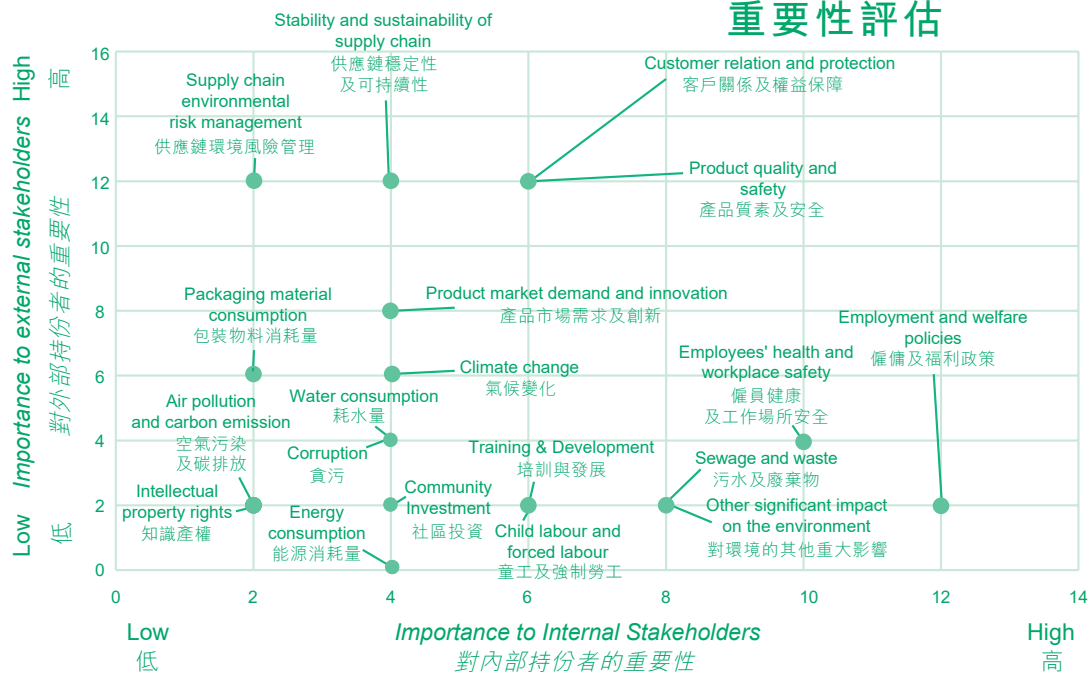 重要性評估
Stability and sustainability of
supply chain
供應鏈穩定性
及可持續性
Customer relation and protection
客戶關係及權益保障
Supply chain
environmental
risk management
供應鏈環境風險管理
Product quality and
safety
產品質素及安全
Packaging material
consumption
包裝物料消耗量
Product market demand and innovation
產品市場需求及創新
Employment and welfare
policies
僱傭及福利政策
Employees' health and
workplace safety
僱員健康
及工作場所安全
Climate change
氣候變化
Air pollution
and carbon emission
空氣污染
及碳排放
Water consumption
耗水量
Corruption
貪污
Training & Development
培訓與發展
Sewage and waste
污水及廢棄物
Intellectual
property rights
知識產權
Energy
consumption
能源消耗量
Community
Investment
社區投資
Child labour and
forced labour
童工及強制勞工
Other significant impact
on the environment
對環境的其他重大影響
High
高
Importance to external stakeholders
對外部持份者的重要性
Low
低
16
14
12
10
8
6
4
2
0
0
2
4
6
8
10
12
14
Low
低
Importance to Internal Stakeholders
對內部持份者的重要性
High
高